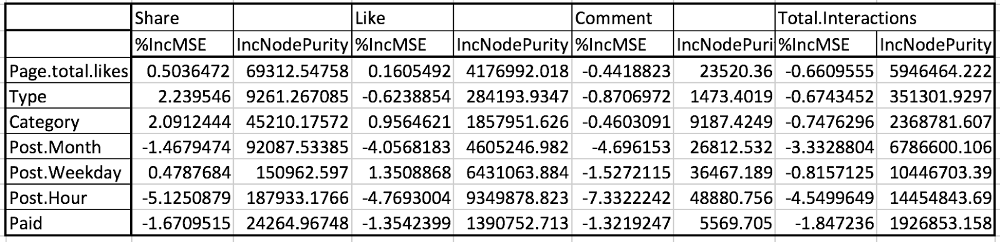 Share Like Comment Total.Interactions
%IncMSE IncNodePurity %IncMSE IncNodePurity %IncMSE IncNodePuri %IncMSE IncNodePurity
Page.total.likes 0.5036472 69312.54758 0.1605492 4176992.018 -0.4418823 23520.36 -0.6609555 5946464.222
Type 2.239546 9261.267085 -0.6238854 284193.9347 -0.8706972 1473.4019 -0.6743452 351301.9297
Category 2.0912444 45210.17572 0.9564621 1857951.626 -0.4603091 9187.4249 -0.7476296 2368781.607
Post.Month -1.4679474 92087.53385 -4.0568183 4605246.982 -4.696153 26812.532 -3.3328804 6786600.106
Post.Weekday 0.4787684 150962.597 1.3508868 6431063.884 -1.5272115 36467.189 -0.8157125 10446703.39
Post.Hour -5.1250879 187933.1766 -4.7693004 9349878.823 -7.3322242 48880.756 -4.5499649 14454843.69
Paid -1.6709515 24264.96748 -1.3542399 1390752.713 -1.3219247 5569.705 -1.847236 1926853.158